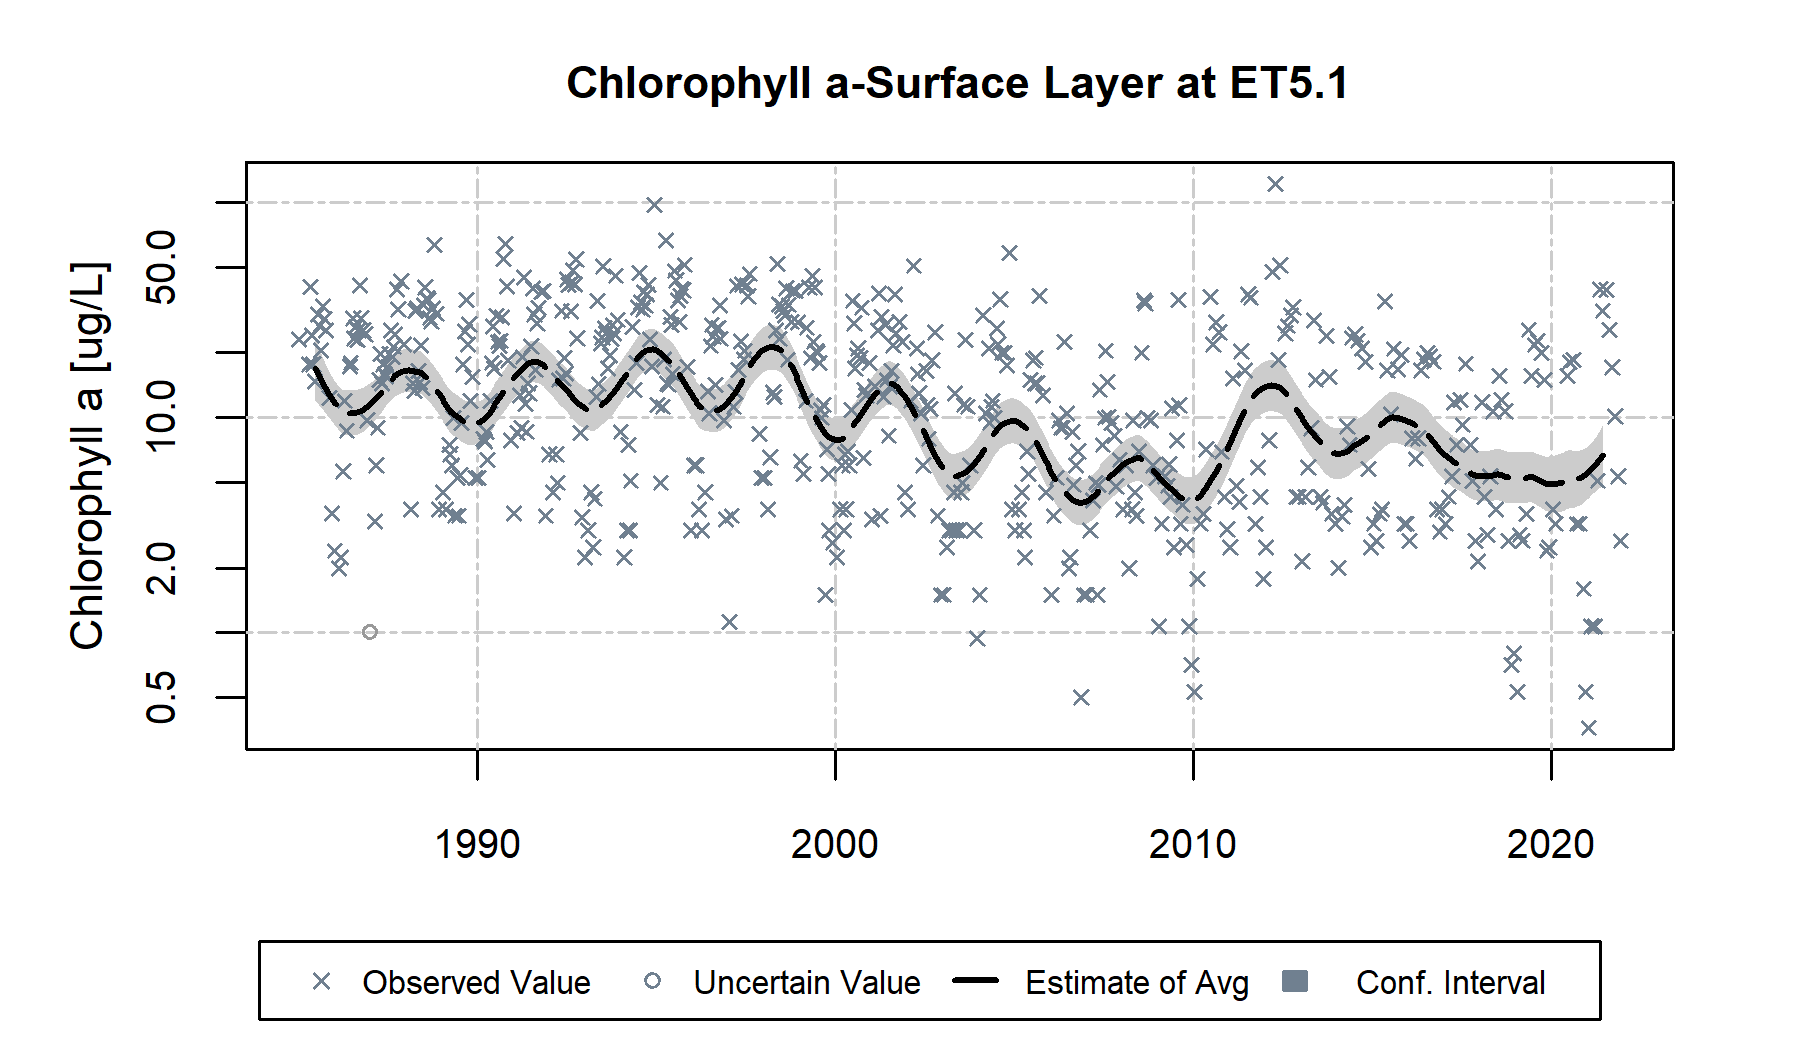 Chlorophyll a-Surface Layer at ET5.1
Chlorophyll a [ug/L]
50.0
10.0
2.0
0.5
1990 2000 2010 2020
Observed Value Uncertain Value Estimate of Avg Conf. Interval